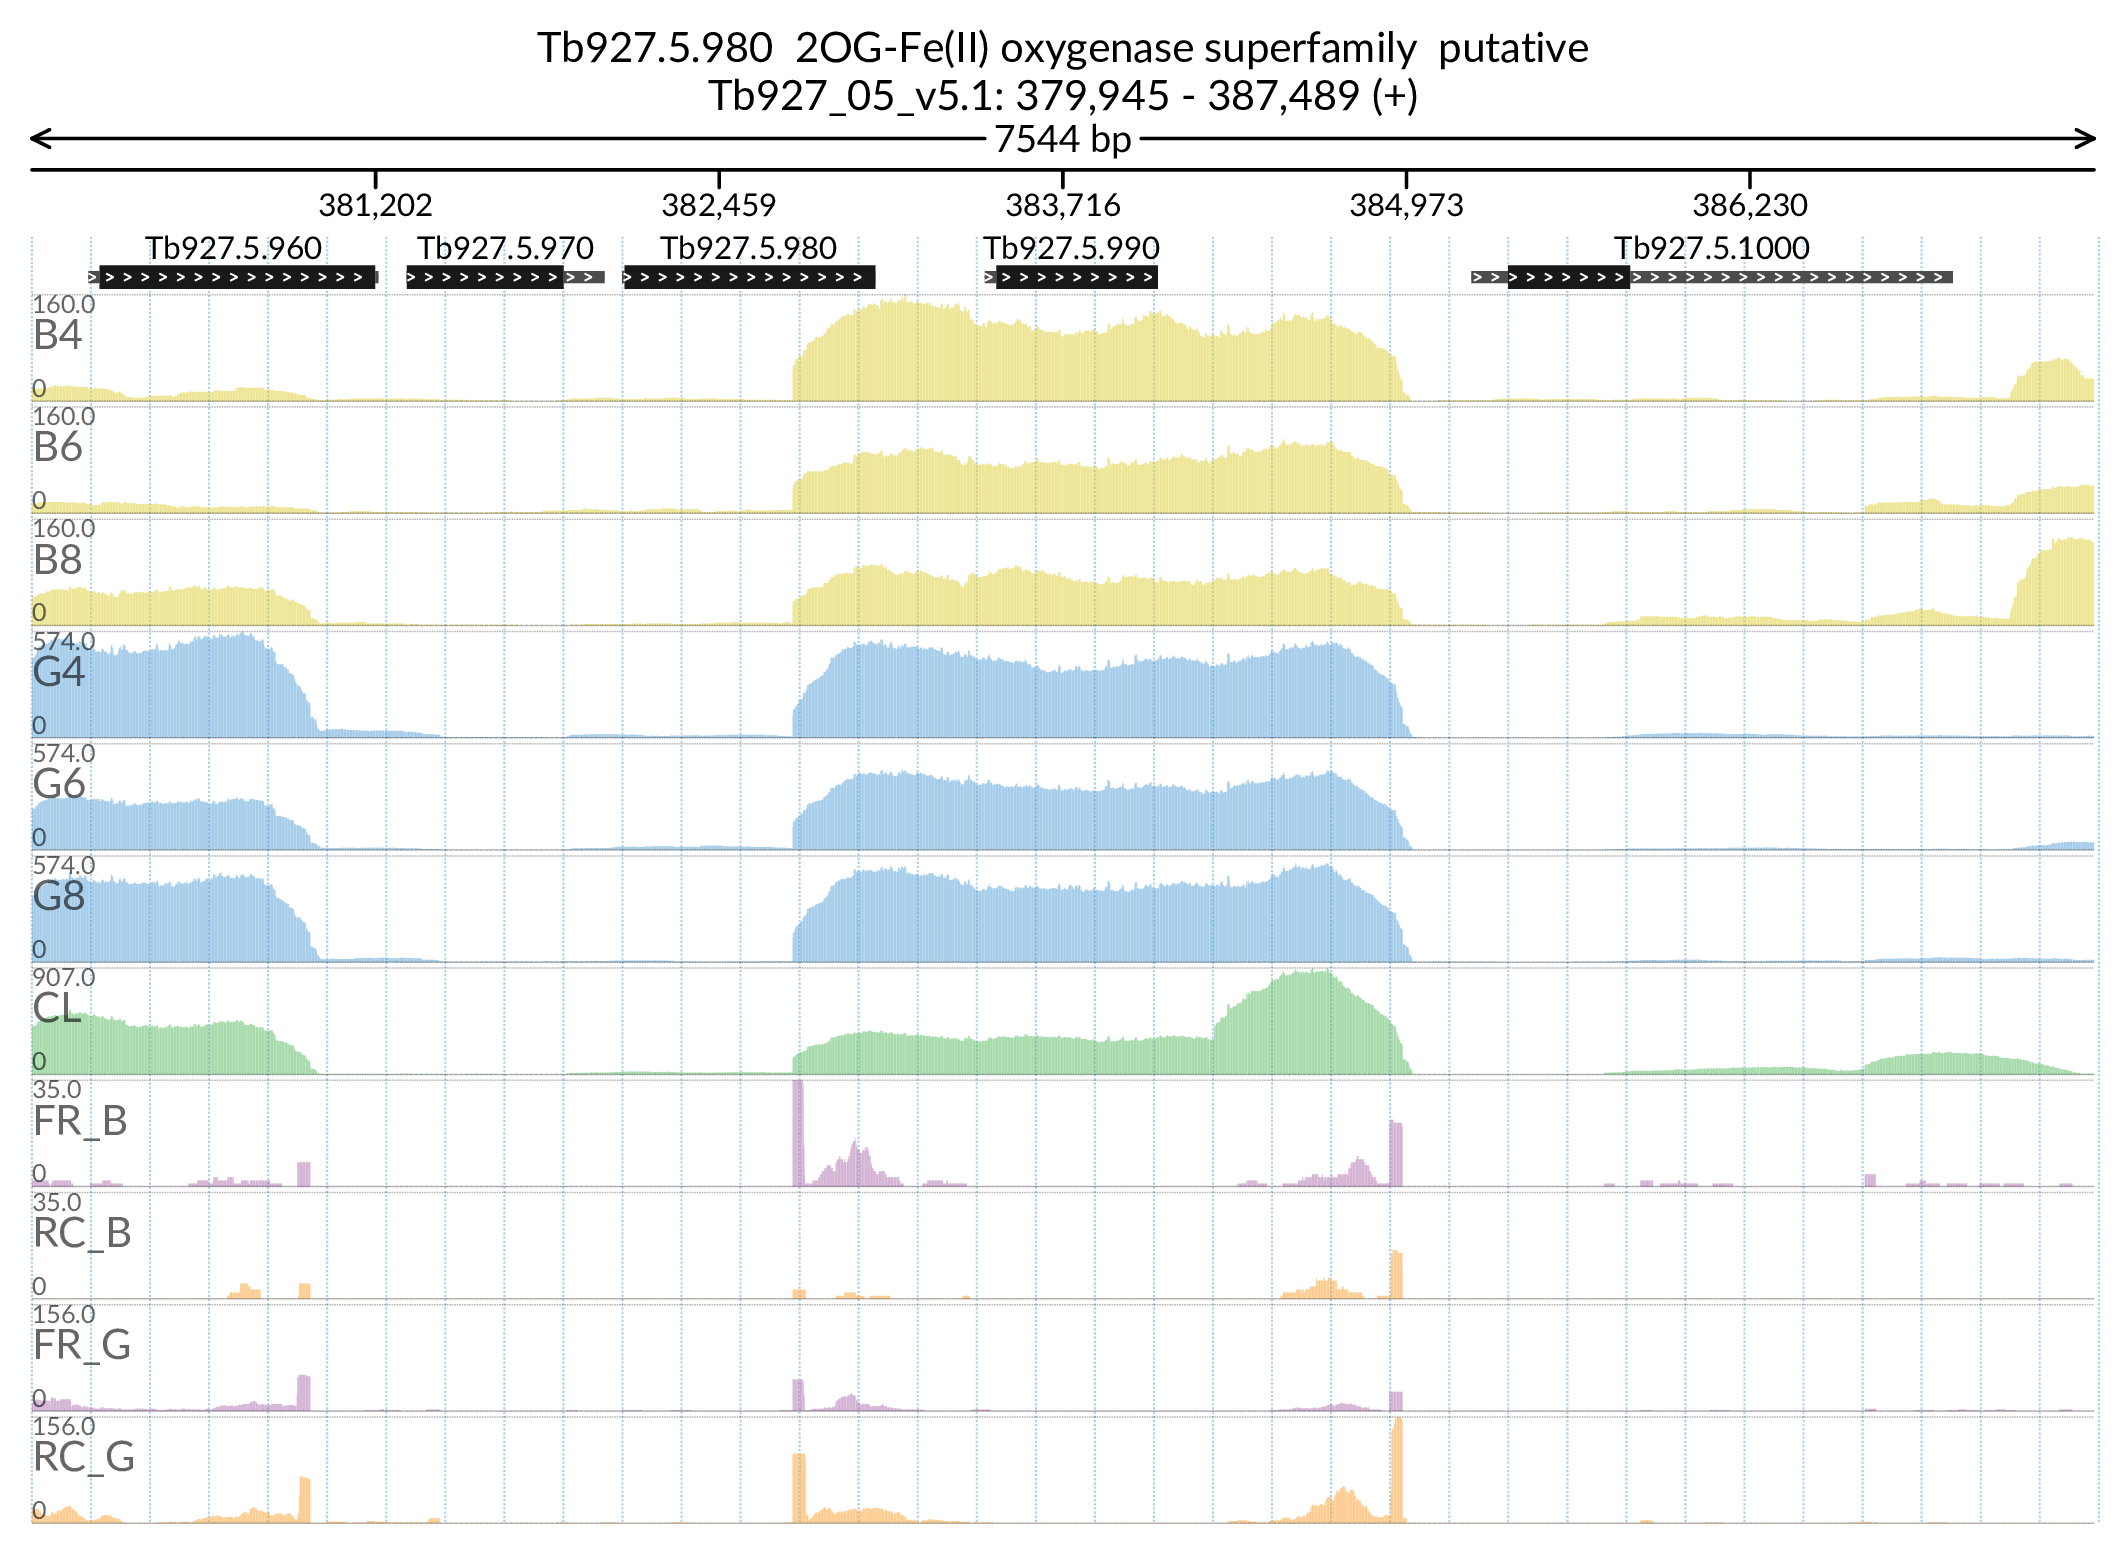 Tb927.5.980  2OG-Fe(II) oxygenase superfamily  putative
Tb927_05_v5.1: 379,945 - 387,489 (+)
7544 bp
381,202 382,459 383,716 384,973 386,230
Tb927.5.960 Tb927.5.970 Tb927.5.980 Tb927.5.990 Tb927.5.1000
160.0
B4
0
160.0
B6
0
160.0
B8
0
574.0
G4
0
574.0
G6
0
574.0
G8
0
907.0
CL
0
35.0
FR_B
0
35.0
RC_B
0
156.0
FR_G
0
156.0
RC_G
0